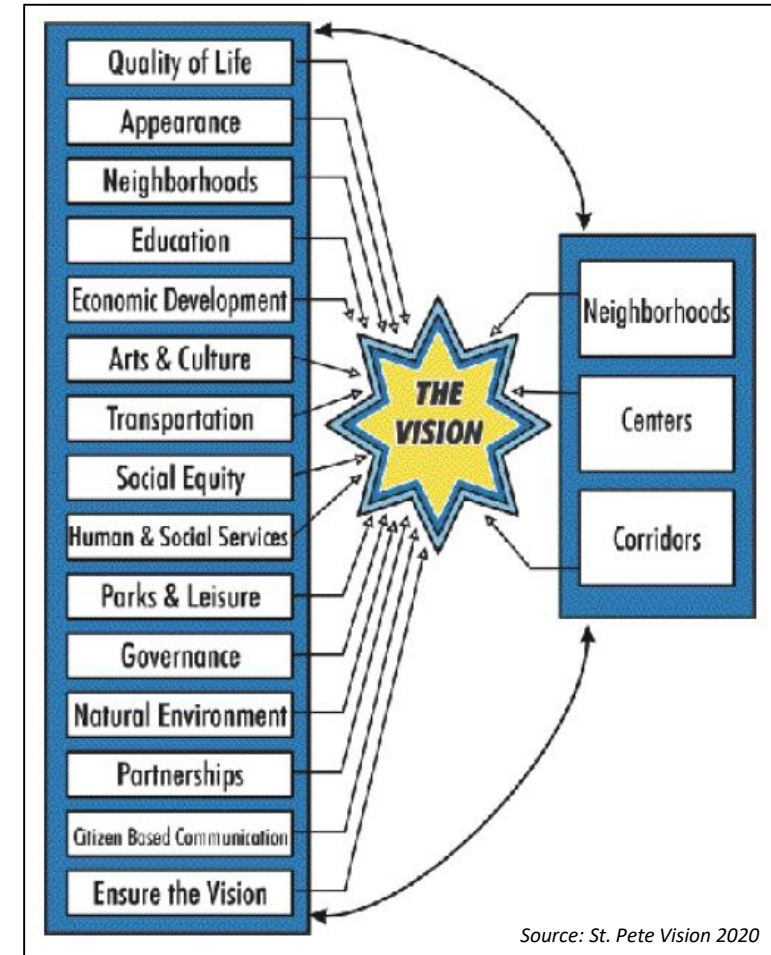 Quality of Life
Appearance
Neighborhoods
Education
Economic Development
Arts & Culture
Transportation
Social Equity
Human & Social Services
Parks & Leisure
Governance
Natural Environment
Partnerships
Citizen Based Communication
Ensure the Vision
THE
VISION
Neighborhoods
Centers
Corridors
Source: St. Pete Vision 2020